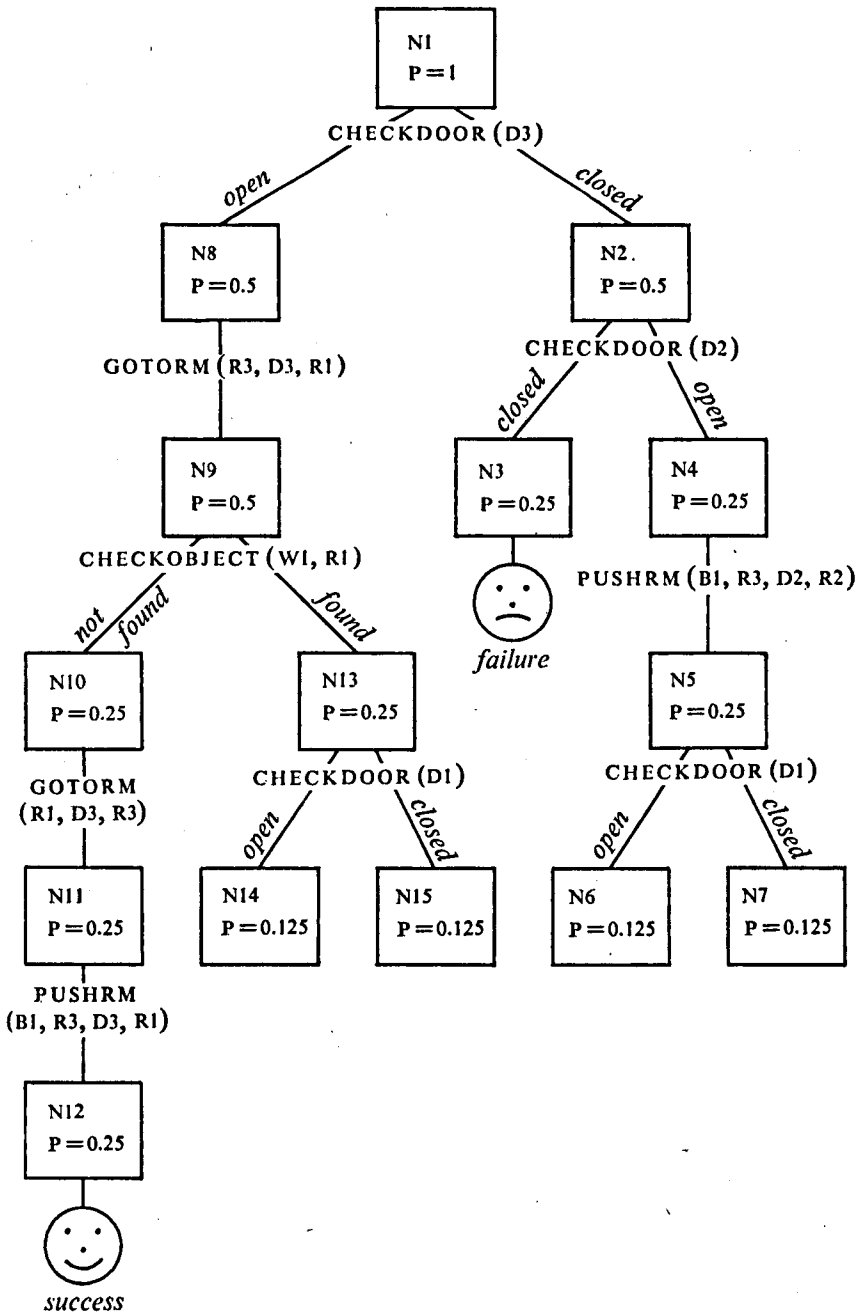 N1
P=1
CHECKDOOR (D3)
open
closed
N8
P=0.5
N2.
P=0.5
GOTORM (R3, D3, R1)
CHECKDOOR (D2)
closed
open
N9
P=0.5
N3
P=0.25
N4
P=0.25
CHECKOBJECT (W1, R1)
PUSHRM (B1, R3, D2, R2)
not
found
found
failure
N10
P=0.25
N13
P=0.25
N5
P=0.25
GOTORM
(R1, D3, R3)
CHECKDOOR (D1)
CHECKDOOR (D1)
open
closed
open
closed
N11
P=0.25
N14
P=0.125
N15
P=0.125
N6
P=0.125
N7
P=0.125
PUSHRM
(B1, R3, D3, R1)
N12
P=0.25
success